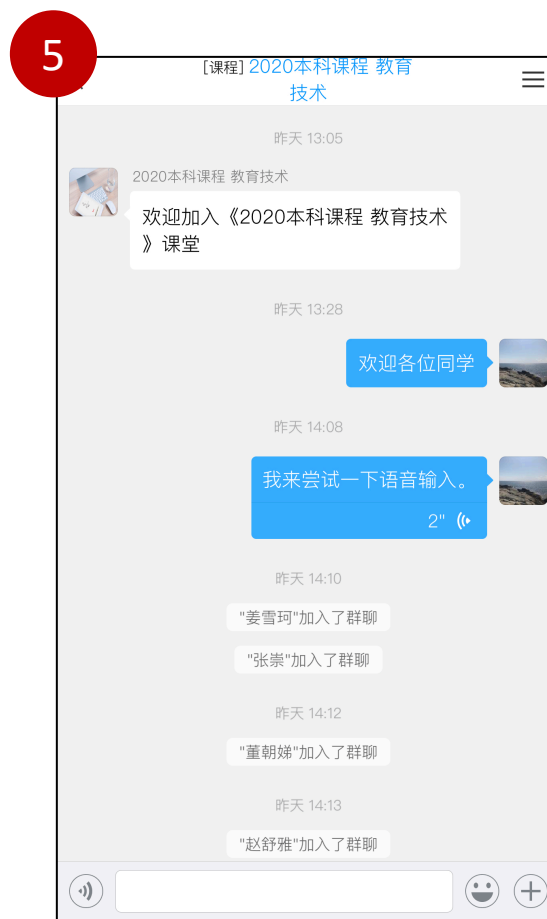 5
[课程] 2020本科课程 教育
技术
昨天 13:05
2020本科课程 教育技术
欢迎加入《2020本科课程 教育技术
》课堂
昨天 13:28
欢迎各位同学
昨天 14:08
我来尝试一下语音输入。
2"
昨天 14:10
"姜雪珂"加入了群聊
"张崇"加入了群聊
昨天 14:12
"董朝娣"加入了群聊
昨天 14:13
"赵舒雅"加入了群聊